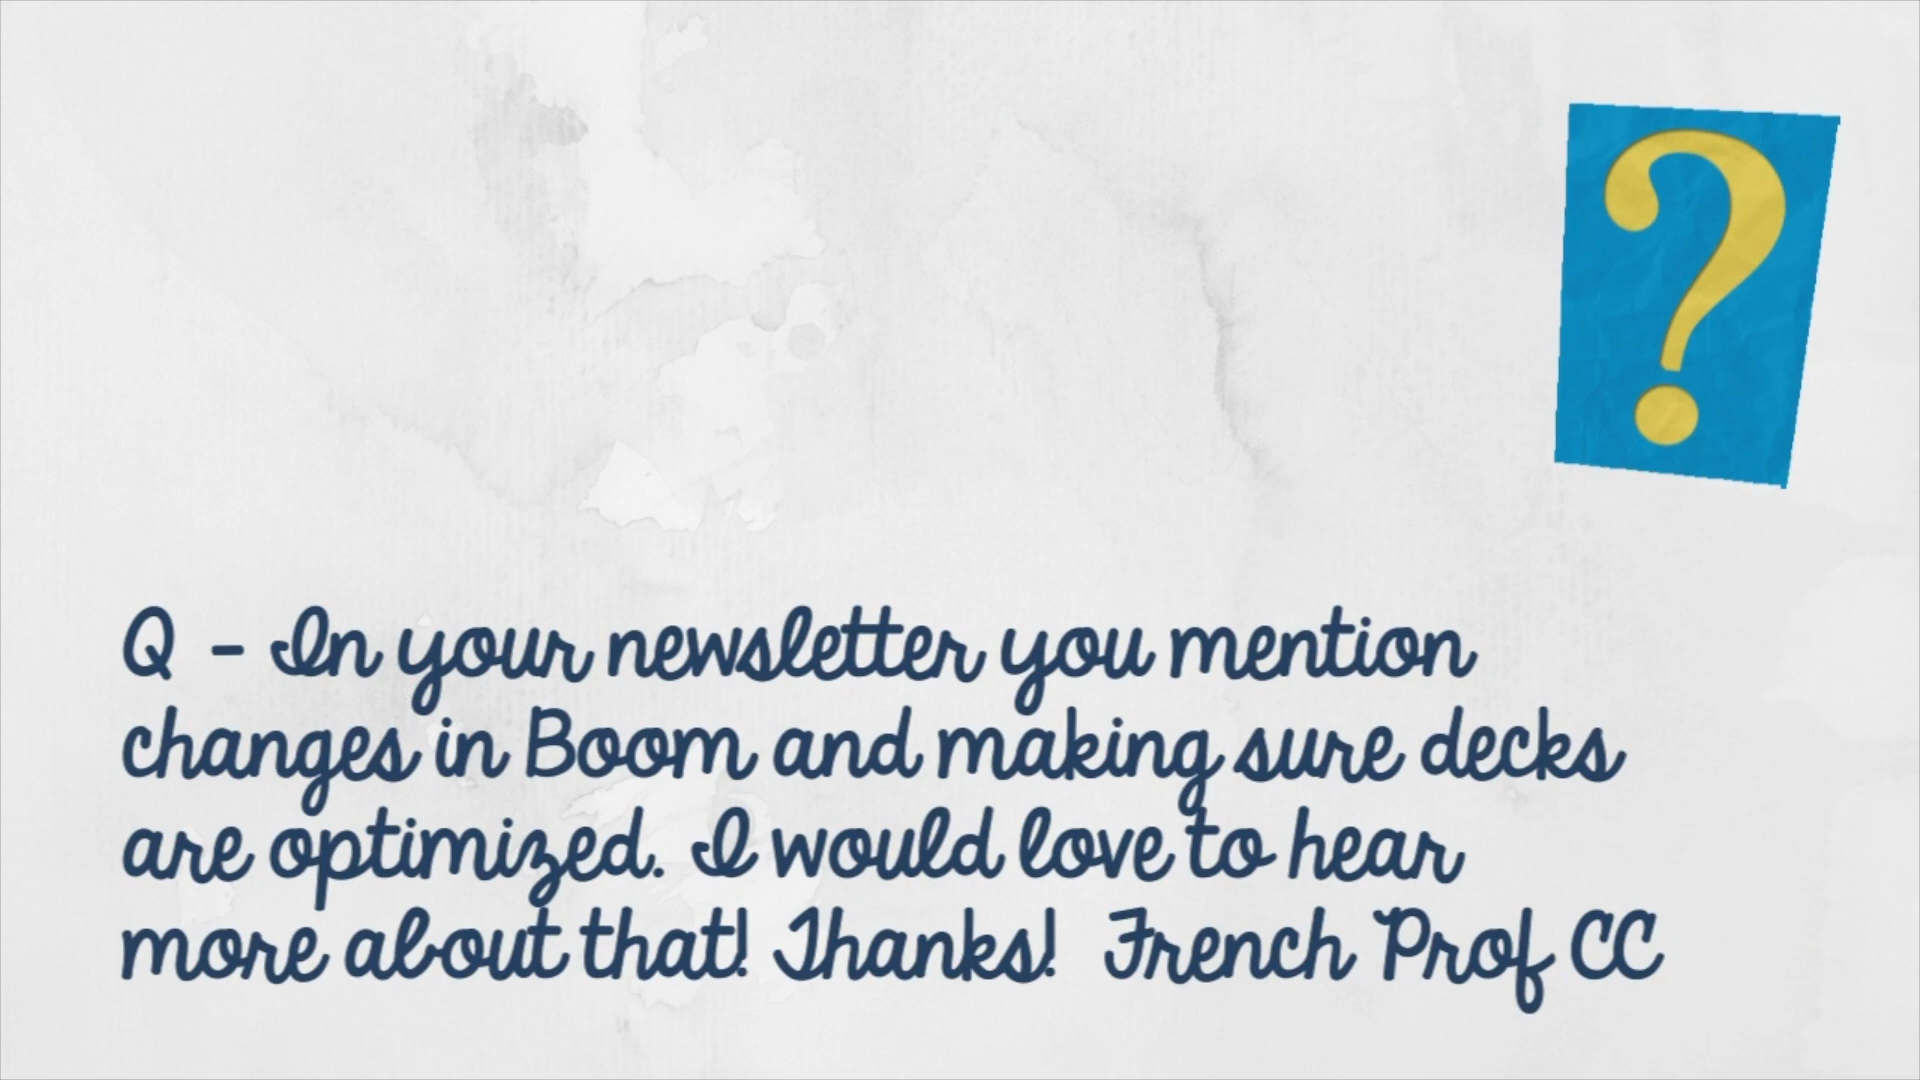 ?
Q - In your newsletter you mention
changes in Boom and making sure decks
are optimized. I would love to hear
more about that! Thanks! French Prof CC